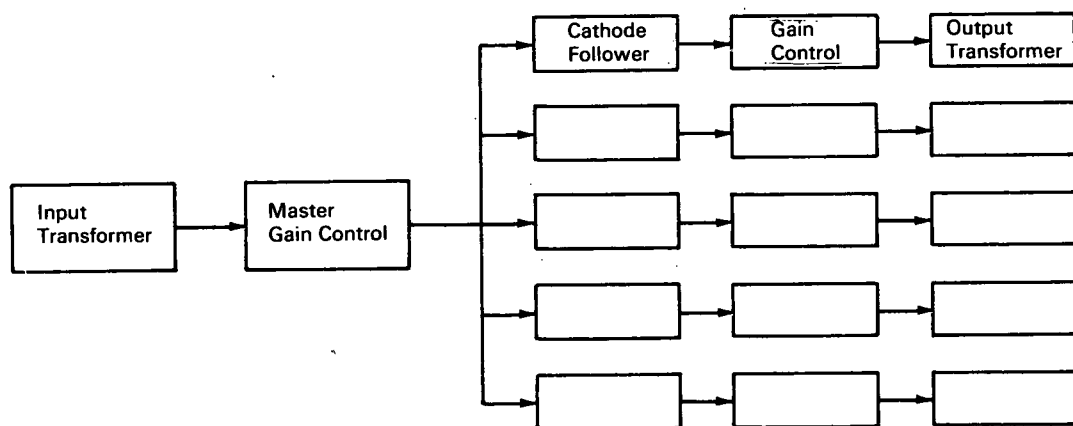 Cathode
Follower
Gain
Control
Output
Transformer
Input
Transformer
Master
Gain Control